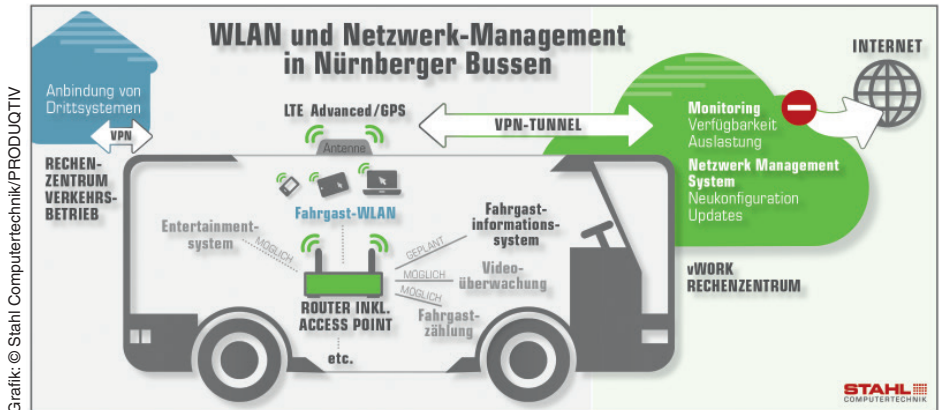 WLAN und Netzwerk-Management
in Nürnberger Bussen
Anbindung von
Drittsystemen
VPN
RECHEN-
ZENTRUM
VERKEHRS-
BETRIEB
LTE Advanced/GPS
Antenne
VPN-TUNNEL
INTERNET
Monitoring
Verfügbarkeit
Auslastung
Netzwerk Management
System
Neukonfiguration
Updates
vWORK
RECHENZENTRUM
Fahrgast-WLAN
Entertainment-
system
MÖGLICH
Fahrgast-
informations-
system
GEPLANT
Video-
überwachung
MÖGLICH
Fahrgast-
zählung
MÖGLICH
ROUTER INKL.
ACCESS POINT
etc.
STAHL
COMPUTERTECHNIK
Grafik: © Stahl Computertechnik/PRODUQTIV